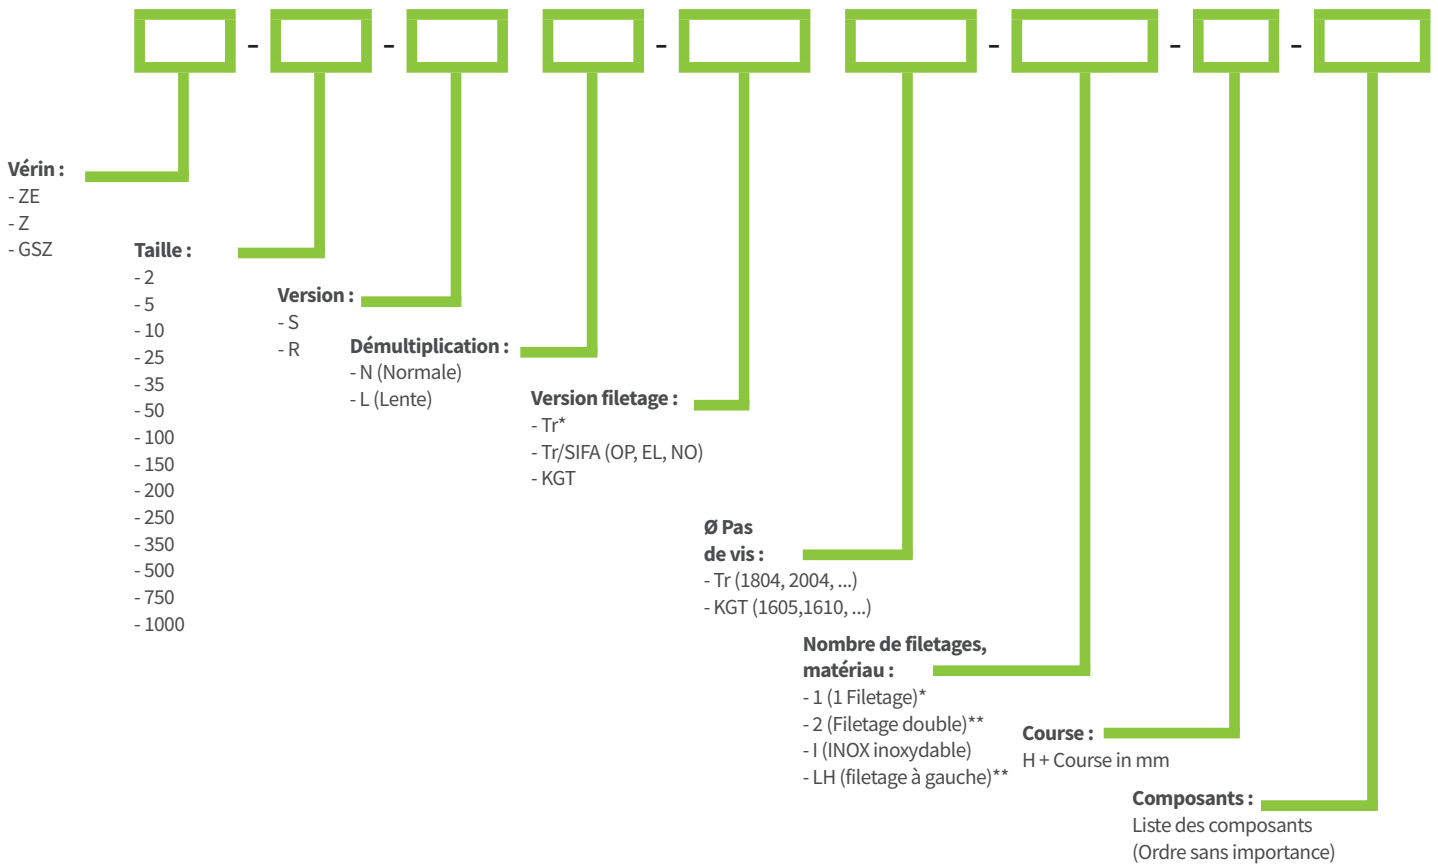 - - - - - - -
Vérin :
- ZE
- Z
- GSZ
Taille :
- 2
- 5
- 10
- 25
- 35
- 50
- 100
- 150
- 200
- 250
- 350
- 500
- 750
- 1000
Version :
- S
- R
Démultiplication :
- N (Normale)
- L (Lente)
Version filetage :
- Tr*
- Tr/SIFA (OP, EL, NO)
- KGT
Ø Pas
de vis :
- Tr (1804, 2004, ...)
- KGT (1605,1610, ...)
Nombre de filetages,
matériau :
- 1 (1 Filetage)*
- 2 (Filetage double)**
- I (INOX inoxydable)
- LH (filetage à gauche)**
Course :
H + Course in mm
Composants :
Liste des composants
(Ordre sans importance)